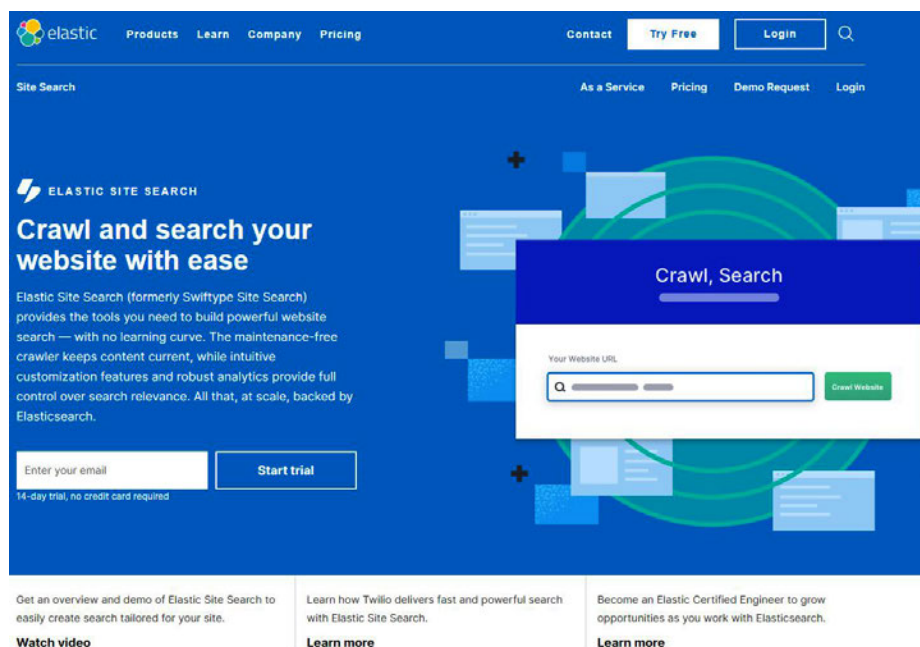 elastic Products Learn Company Pricing Contact Try Free Login
Site Search As a Service Pricing Demo Request Login
ELASTIC SITE SEARCH
Crawl and search your
website with ease
Elastic Site Search (formerly Swiftype Site Search)
provides the tools you need to build powerful website
search — with no learning curve. The maintenance-free
crawler keeps content current, while intuitive
customization features and robust analytics provide full
control over search relevance. All that, at scale, backed by
Elasticsearch.
Enter your email Start trial
14-day trial, no credit card required
Crawl, Search
Your Website URL
Crawl Website
Get an overview and demo of Elastic Site Search to
easily create search tailored for your site.
Watch video
Learn how Twilio delivers fast and powerful search
with Elastic Site Search.
Learn more
Become an Elastic Certified Engineer to grow
opportunities as you work with Elasticsearch.
Learn more